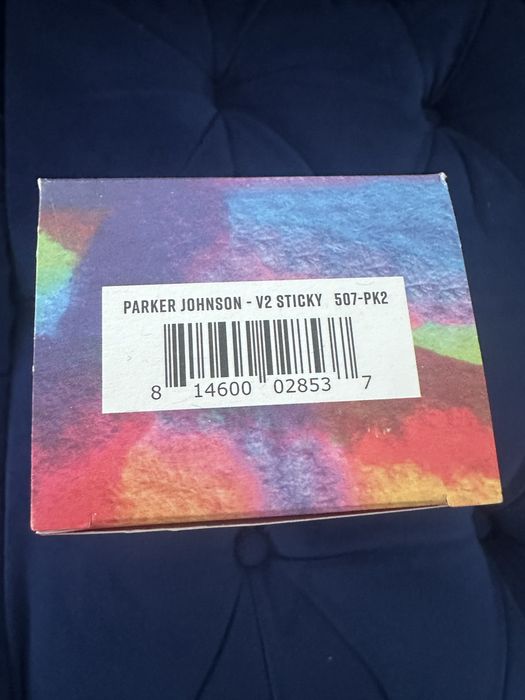 PARKER JOHNSON - V2 STICKY 507-PK2
8 14600 02853 7